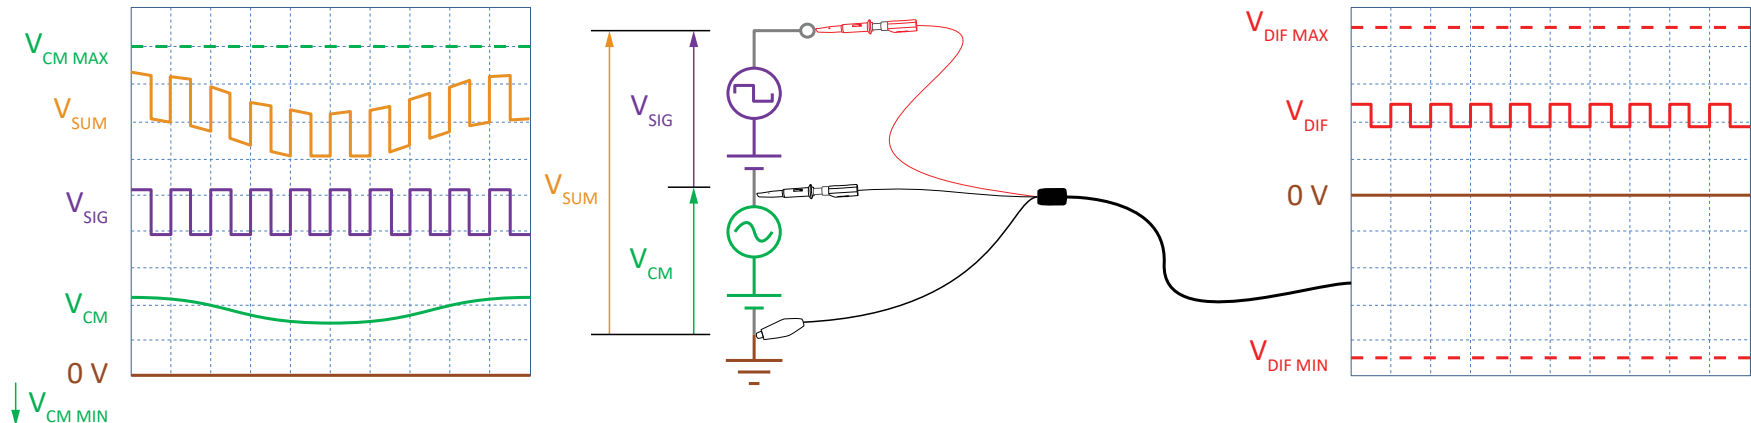 V CM MAX
V SUM
V SIG
V CM
0 V
V CM MIN
V SIG
V SUM
V CM
V DIF MAX
V DIF
0 V
V DIF MIN